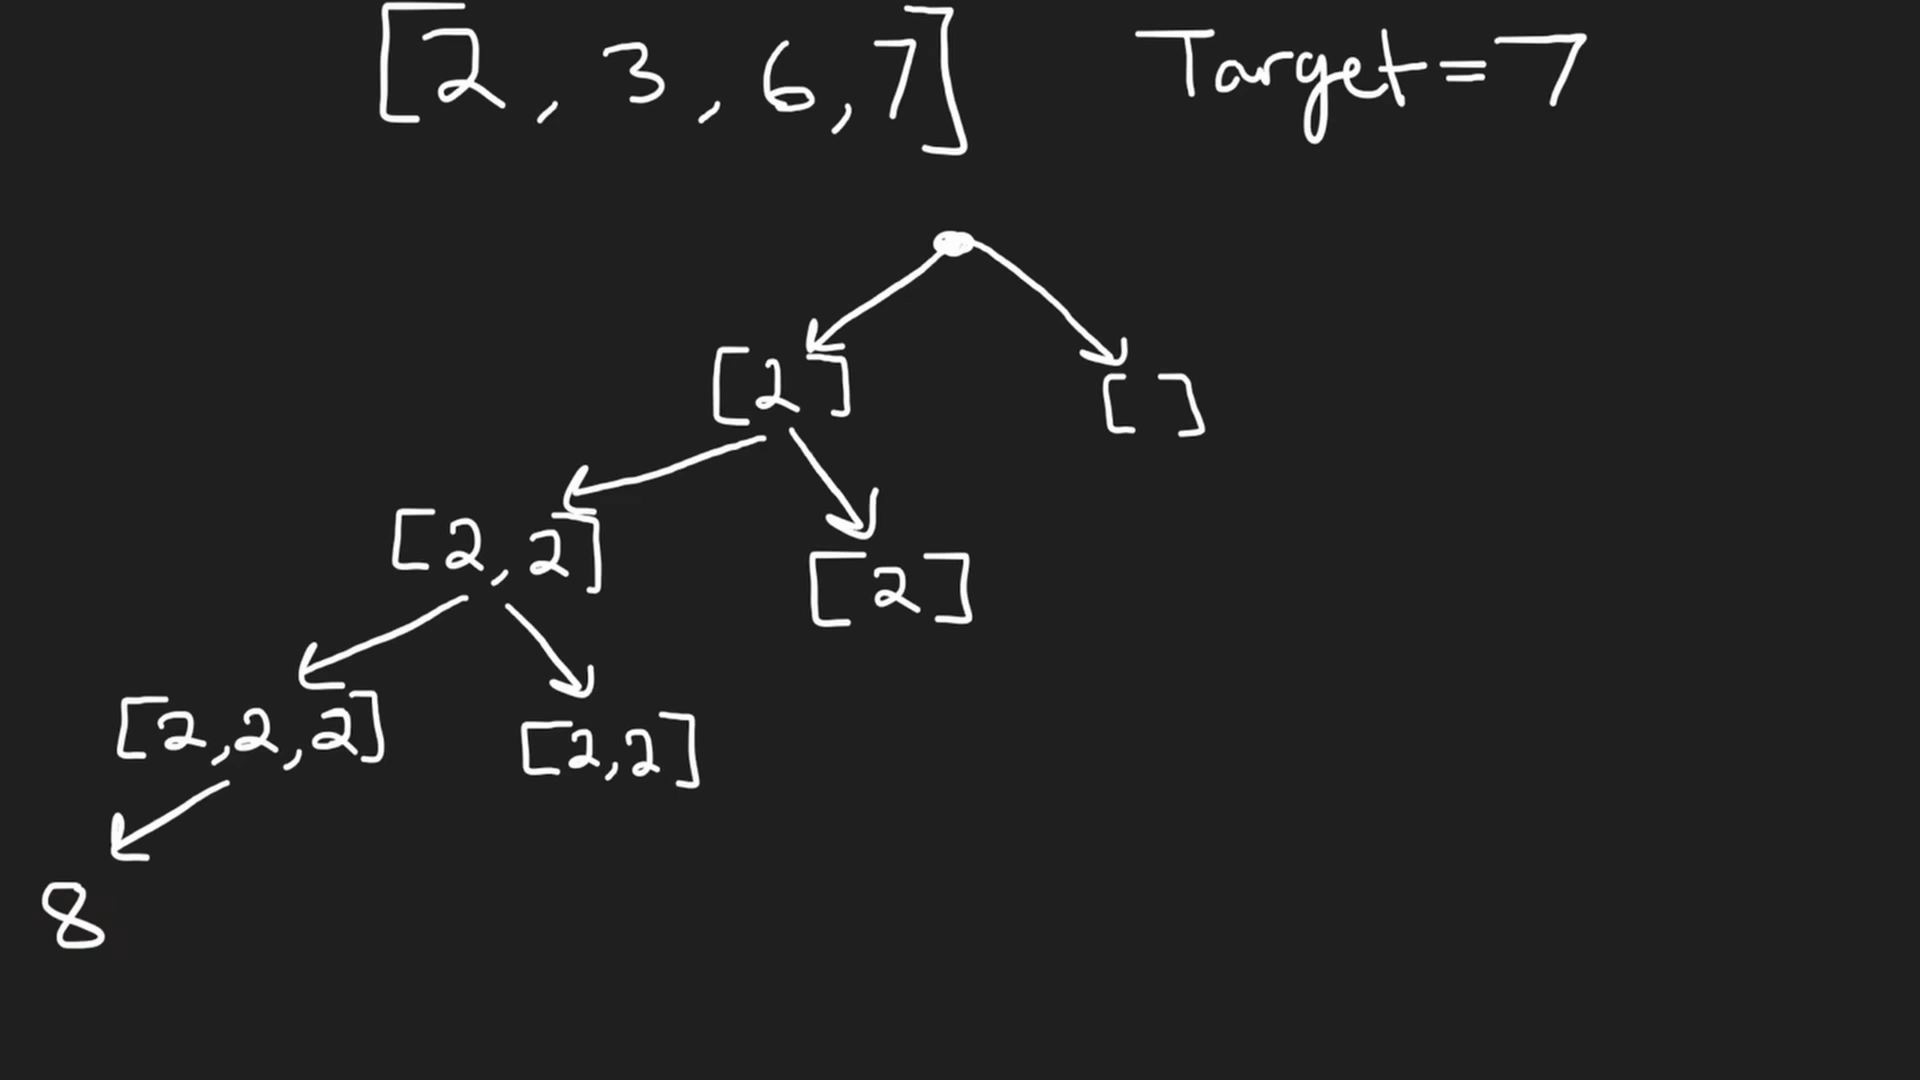 [2, 3, 6, 7] Target=7
[2] []
[2,2] [2]
[2,2,2] [2,2]
8